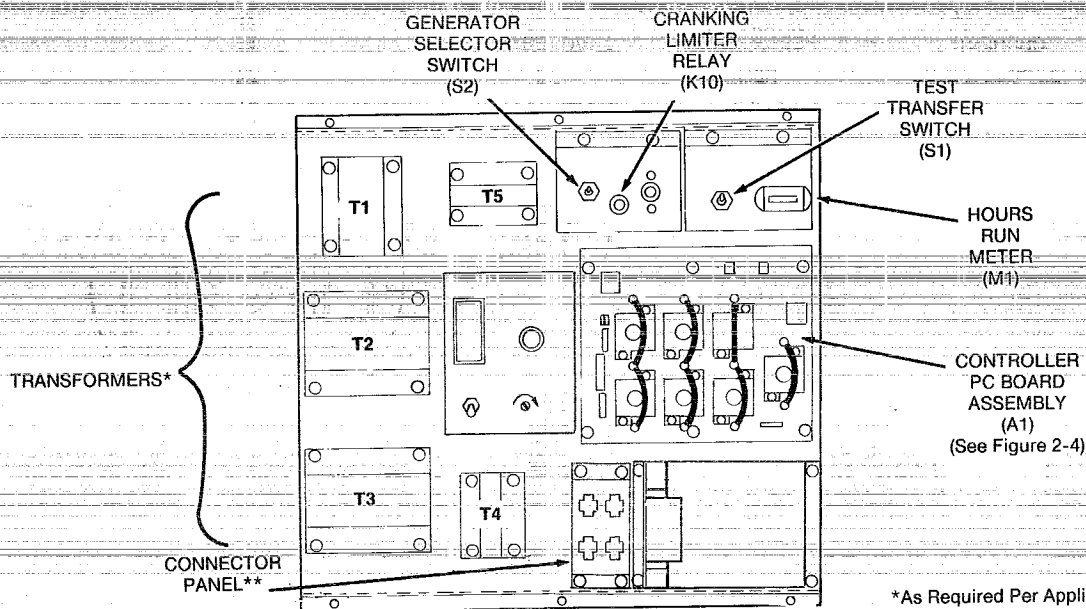 GENERATOR
SELECTOR
SWITCH
(S2)
CRANKING
LIMITER
RELAY
(K10)
TEST
TRANSFER
SWITCH
(S1)
T1
T5
HOURS
RUN
METER
(M1)
T2
TRANSFORMERS*
CONTROLLER
PC BOARD
ASSEMBLY
(A1)
(See Figure 2-4)
T3
T4
CONNECTOR
PANEL**
*As Required Per Appli